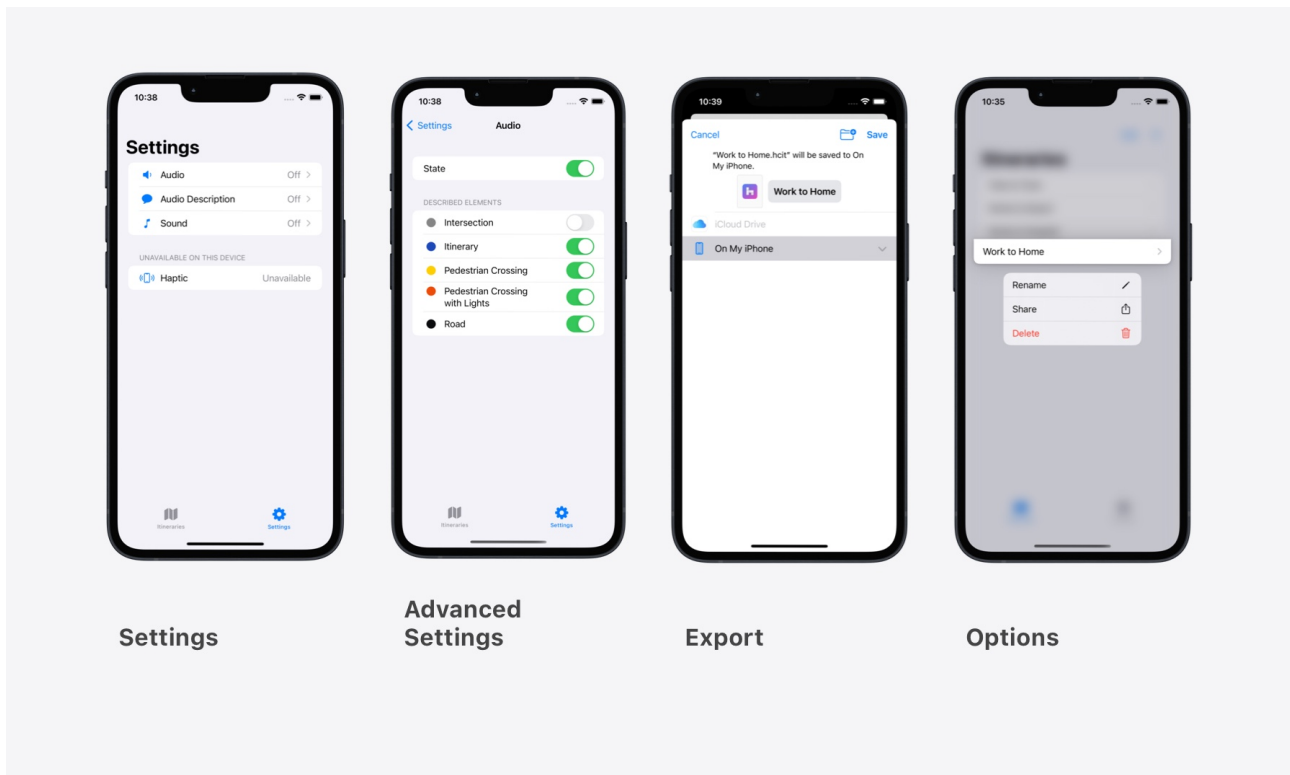 10:38
Settings
Audio Off
Audio Description Off
Sound Off
UNAVAILABLE ON THIS DEVICE
Haptic Unavailable
Itineraries Settings
Settings
10:38
Settings Audio
State
DESCRIBED ELEMENTS
Intersection
Itinerary
Pedestrian Crossing
Pedestrian Crossing
with Lights
Road
Itineraries Settings
Advanced
Settings
10:39
Cancel Save
“Work to Home.hcit” will be saved to On
My iPhone.
h Work to Home
iCloud Drive
On My iPhone
Export
10:35
Work to Home
Rename
Share
Delete
Options